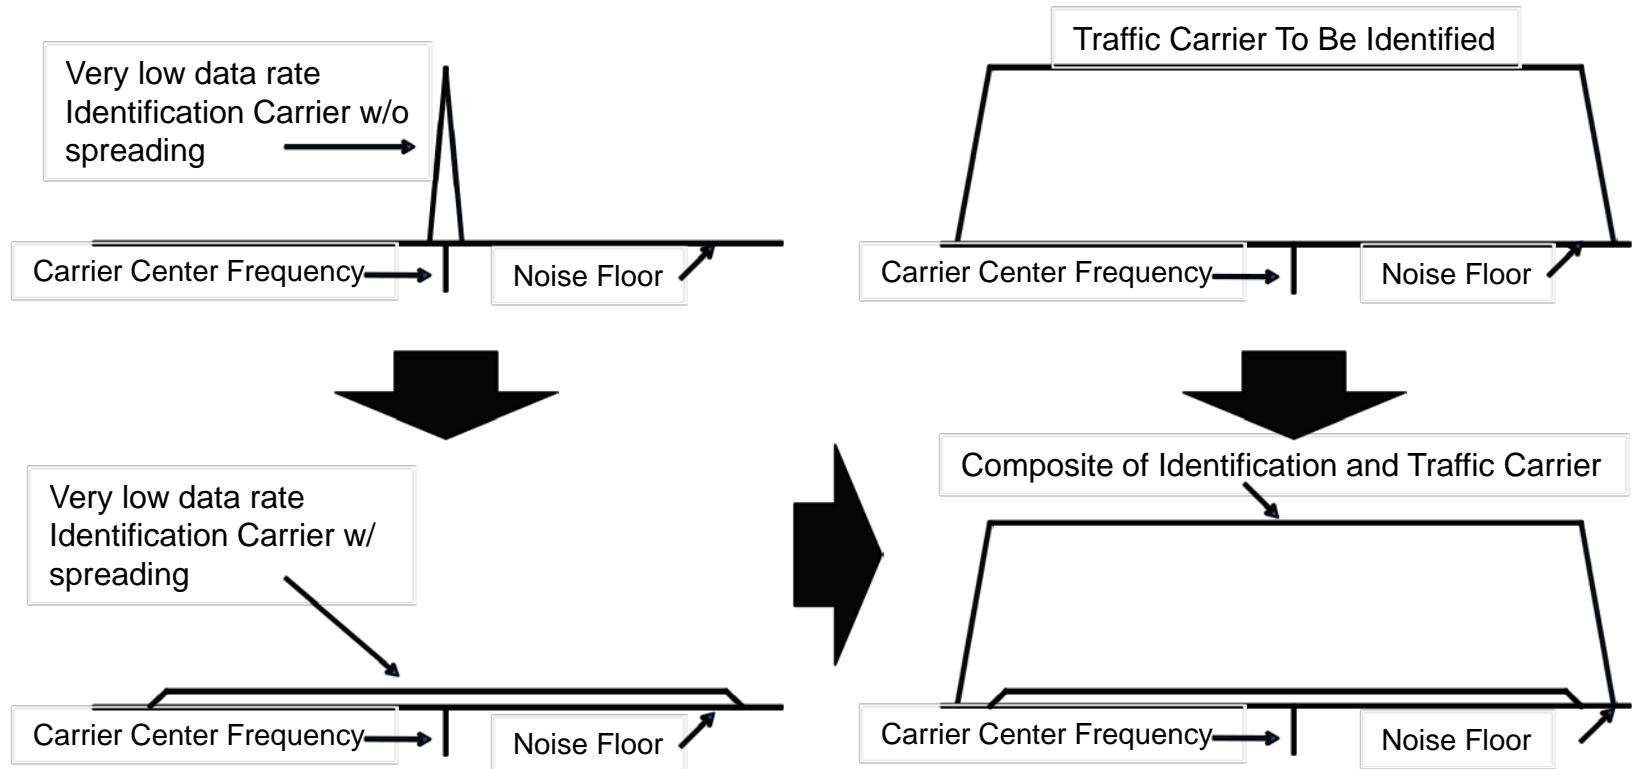 Very low data rate
Identification Carrier w/o
spreading
Carrier Center Frequency
Noise Floor
Traffic Carrier To Be Identified
Carrier Center Frequency
Noise Floor
Very low data rate
Identification Carrier w/
spreading
Carrier Center Frequency
Noise Floor
Composite of Identification and Traffic Carrier
Carrier Center Frequency
Noise Floor